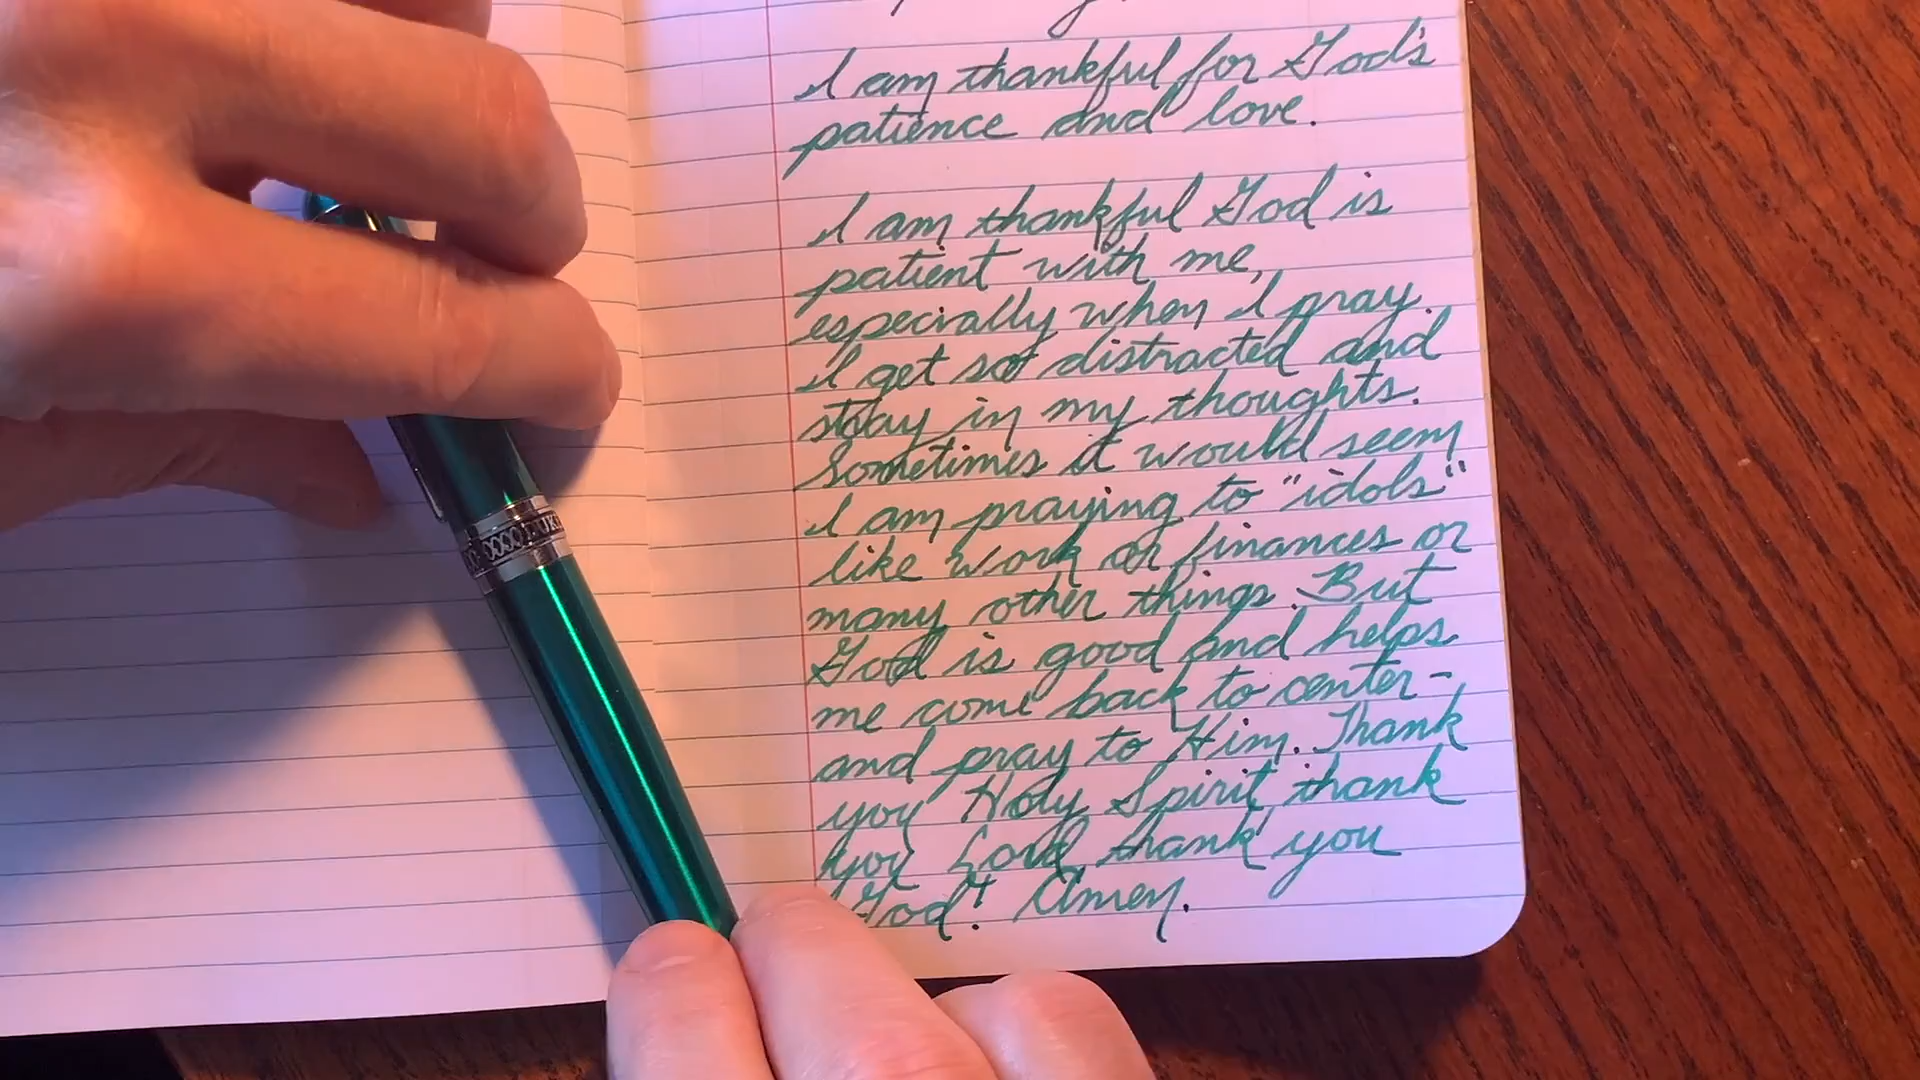 I am thankful for God's
patience and love.
I am thankful God is
patient with me,
especially when I pray.
I get so distracted and
stay in my thoughts.
Sometimes it would seem
I am praying to "idols"
like work or finances or
many other things. But
God is good and helps
me come back to center-
and pray to Him. Thank
you Holy Spirit, thank
you Lord, thank you
God! Amen.